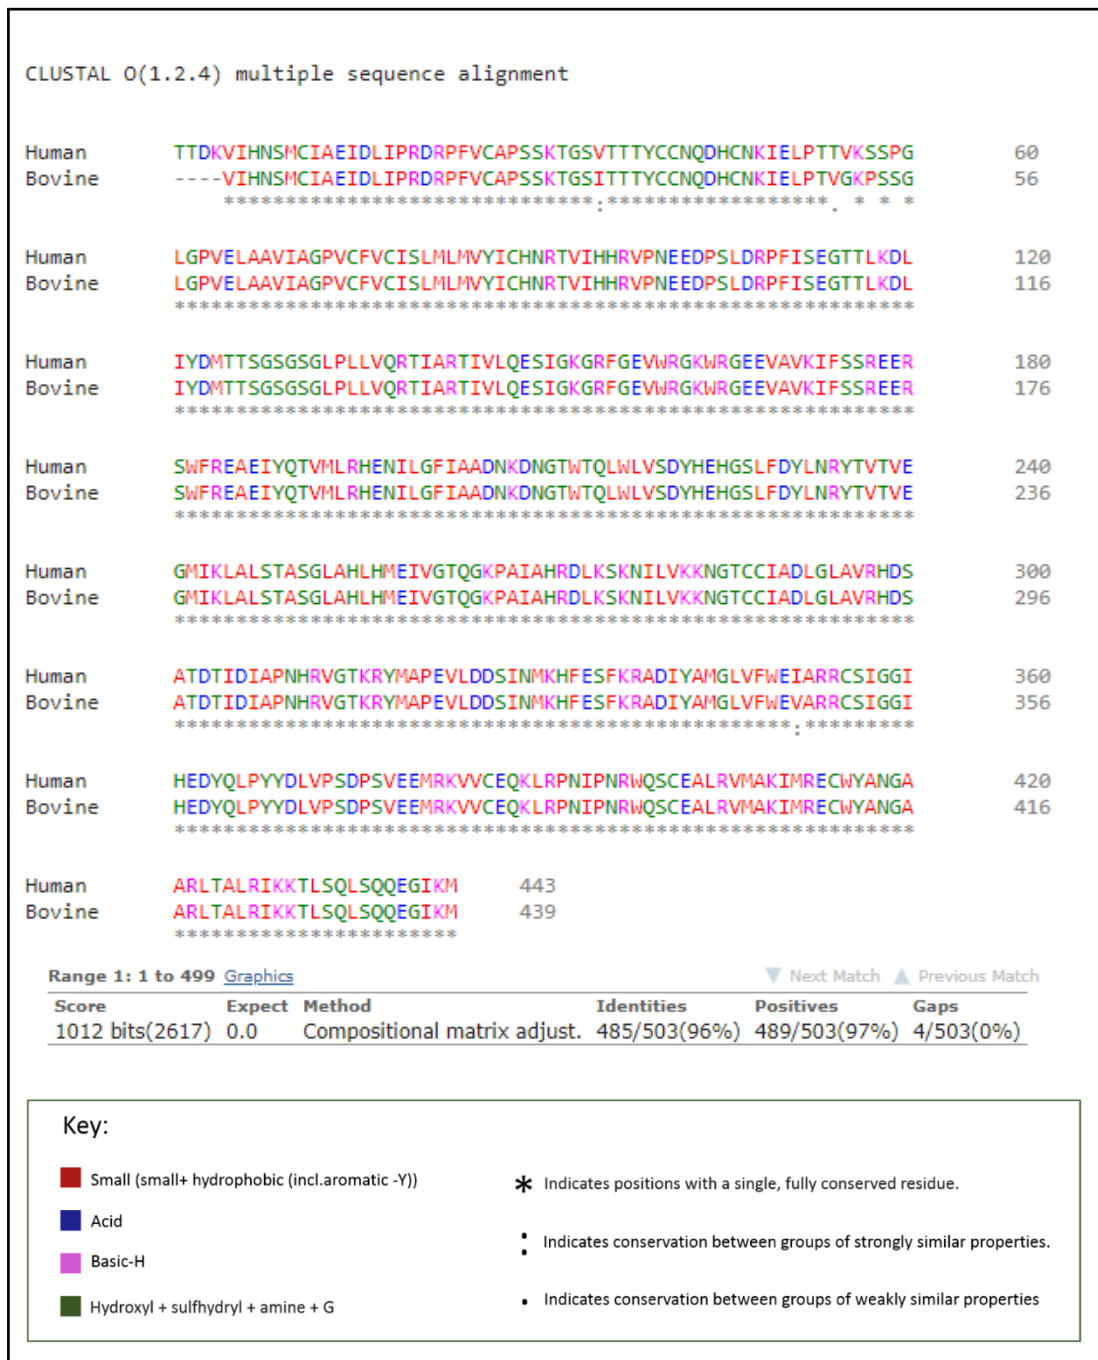 CLUSTAL O(1.2.4) multiple sequence alignment
Human TTDKVIHNSMCIAEIDLIPRDRPFVCAPSSKTGSVTTTYCCNQDHCNKIELPTTVKSSPG 60
Bovine ----VIHNSMCIAEIDLIPRDRPFVCAPSSKTGSITTTYCCNQDHCNKIELPTVGKPSSG 56
******************************:******************. * * *
Human LGPVELAAVIAGPVCFVCISLMLMVYICHNRTVIHHRVPNEEDPSLDRPFISEGTTLKDL 120
Bovine LGPVELAAVIAGPVCFVCISLMLMVYICHNRTVIHHRVPNEEDPSLDRPFISEGTTLKDL 116
************************************************************
Human IYDMTTSGSGSGLPLLVQRTIARTIVLQESIGKGRFGEVWRGKWRGEEVAVKIFSSREER 180
Bovine IYDMTTSGSGSGLPLLVQRTIARTIVLQESIGKGRFGEVWRGKWRGEEVAVKIFSSREER 176
************************************************************
Human SWFREAEIYQTVMLRHENILGFIAADNKDNGTWTQLWLVSDYHEHGSLFDYLNRYTVTVE 240
Bovine SWFREAEIYQTVMLRHENILGFIAADNKDNGTWTQLWLVSDYHEHGSLFDYLNRYTVTVE 236
************************************************************
Human GMIKLALSTASGLAHLHMEIVGTQGKPAIAHRDLKSKNILVKKNGTCCIADLGLAVRHDS 300
Bovine GMIKLALSTASGLAHLHMEIVGTQGKPAIAHRDLKSKNILVKKNGTCCIADLGLAVRHDS 296
************************************************************
Human ATDTIDIAPNHRVGTKRYMAPEVLDDSINMKHFESFKRADIYAMGLVFWEIARRCSIGGI 360
Bovine ATDTIDIAPNHRVGTKRYMAPEVLDDSINMKHFESFKRADIYAMGLVFWEVARRCSIGGI 356
**************************************************:*********
Human HEDYQLPYYDLVPSDPSVEEMRKVVCEQKLRPNIPNRWQSCEALRVMAKIMRECWYANGA 420
Bovine HEDYQLPYYDLVPSDPSVEEMRKVVCEQKLRPNIPNRWQSCEALRVMAKIMRECWYANGA 416
************************************************************
Human ARLTALRIKKTLSQLSQQEGIKM 443
Bovine ARLTALRIKKTLSQLSQQEGIKM 439
***********************
Range 1: 1 to 499 Graphics Next Match Previous Match
Score Expect Method Identities Positives Gaps
1012 bits(2617) 0.0 Compositional matrix adjust. 485/503(96%) 489/503(97%) 4/503(0%)
Key:
Small (small+ hydrophobic (incl.aromatic -Y))
Acid
Basic-H
Hydroxyl + sulfhydryl + amine + G
* Indicates positions with a single, fully conserved residue.
: Indicates conservation between groups of strongly similar properties.
. Indicates conservation between groups of weakly similar properties